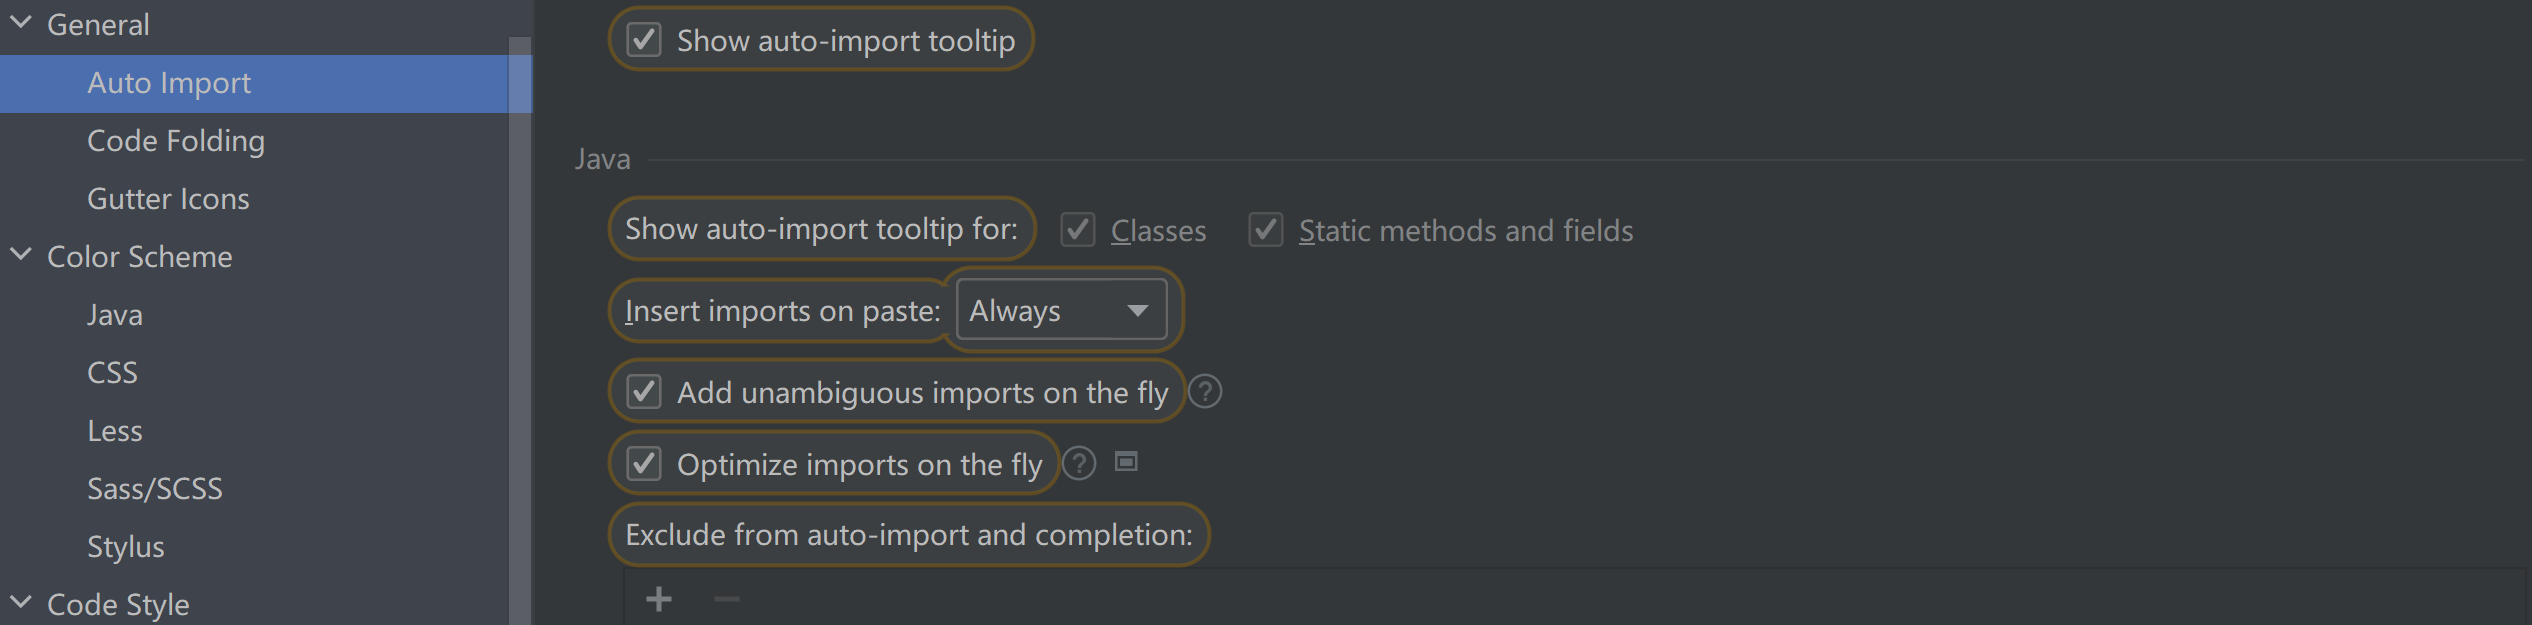 General
Auto Import
Code Folding
Gutter Icons
Color Scheme
Java
CSS
Less
Sass/SCSS
Stylus
Code Style
Show auto-import tooltip
Java
Show auto-import tooltip for: Classes Static methods and fields
Insert imports on paste: Always
Add unambiguous imports on the fly ?
Optimize imports on the fly ?
Exclude from auto-import and completion: